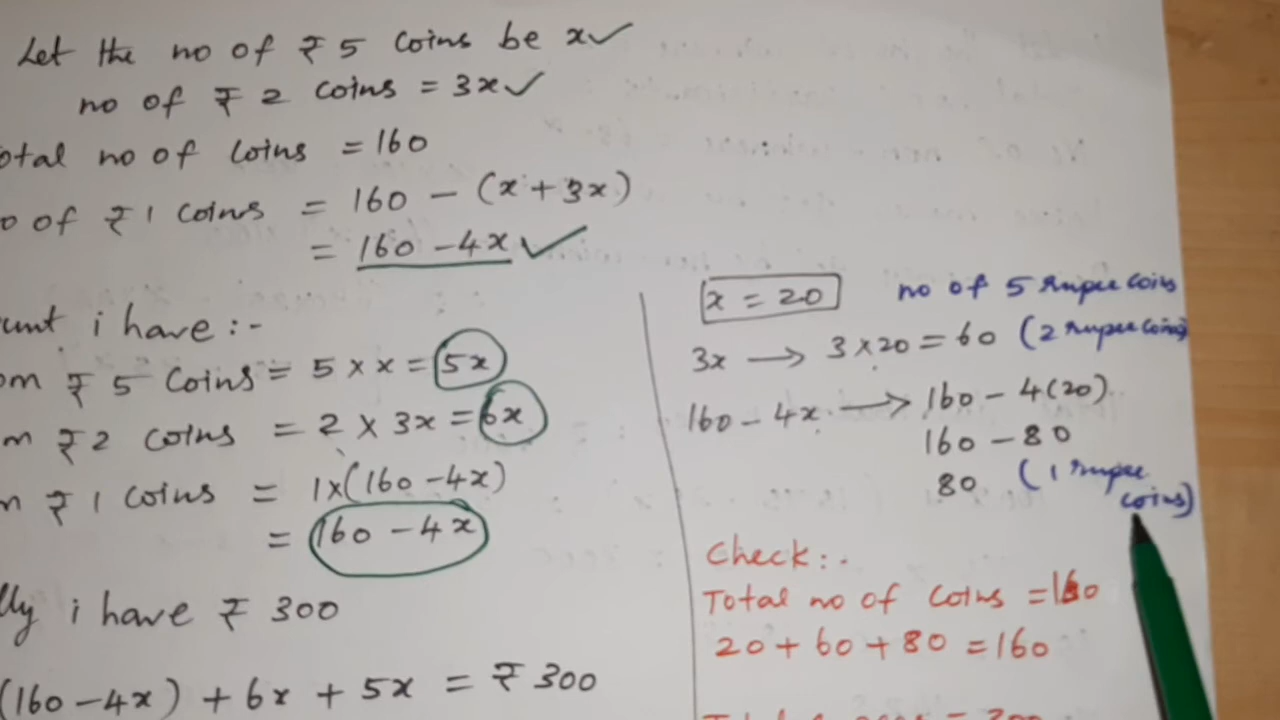 Let the no of ₹ 5 coins be x✓
no of ₹ 2 coins = 3x✓
otal no of coins = 160
o of ₹ 1 coins = 160 - (x + 3x)
= 160 - 4x ✓
unt i have :-
om ₹ 5 coins = 5 × x = 5x
m ₹ 2 coins = 2 × 3x = 6x
m ₹ 1 coins = 1×(160-4x)
= 160 - 4x
lly i have ₹ 300
(160-4x) + 6x + 5x = ₹ 300
x = 20 no of 5 rupee coins
3x → 3×20 = 60 (2 rupee coins)
160 - 4x → 160 - 4(20)
160 - 80
80 (1 rupee
coins)
Check :-
Total no of coins = 160
20 + 60 + 80 = 160